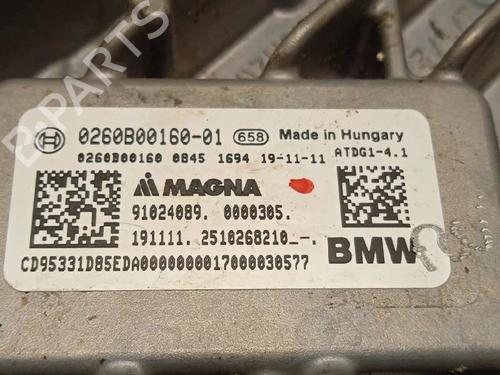 B-PARTS
0260B00160-01 658 Made in Hungary
0260B00160 0845 1694 19-11-11 ATDG1-4.1
MAGNA
91024089. 0000305.
191111. 2510268210_-.
BMW
CD95331D85EDA0000000017000030577